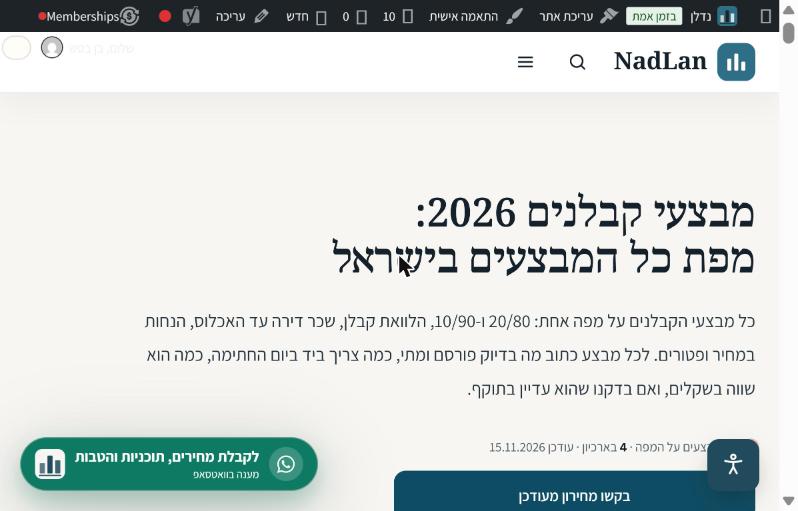 נדלן
בזמן אמת
עריכת אתר
התאמה אישית
10
0
חדש
עריכה
Memberships
שלום, בן בטש
NadLan
מבצעי קבלנים 2026:
מפת כל המבצעים בישראל
כל מבצעי הקבלנים על מפה אחת: 20/80 ו-10/90, הלוואת קבלן, שכר דירה עד האכלוס, הנחות
במחיר ופטורים. לכל מבצע כתוב מה בדיוק פורסם ומתי, כמה צריך ביד ביום החתימה, כמה הוא
שווה בשקלים, ואם בדקנו שהוא עדיין בתוקף.
על המפה · 4 בארכיון · עודכן 15.11.2026
לקבלת מחירים, תוכניות והטבות
מענה בוואטסאפ
בקשו מחירון מעודכן